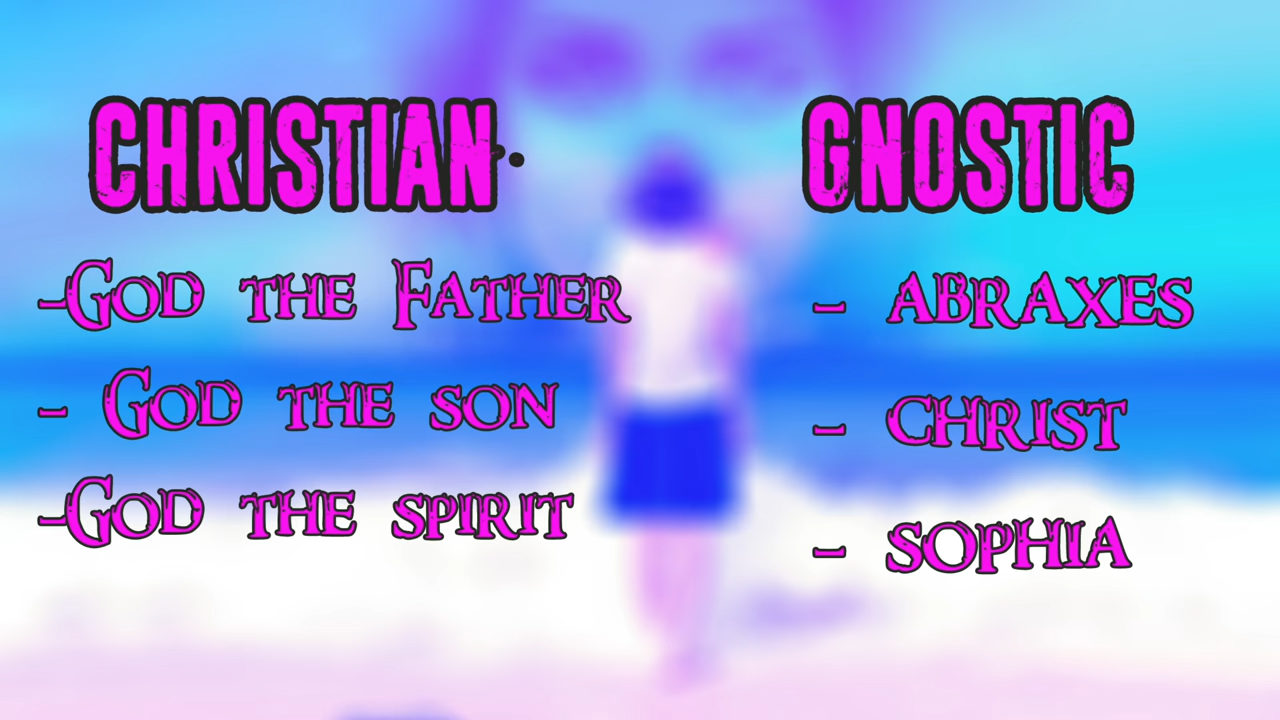 CHRISTIAN
-God the Father
- God the son
-God the spirit
GNOSTIC
- ABRAXES
- CHRIST
- SOPHIA